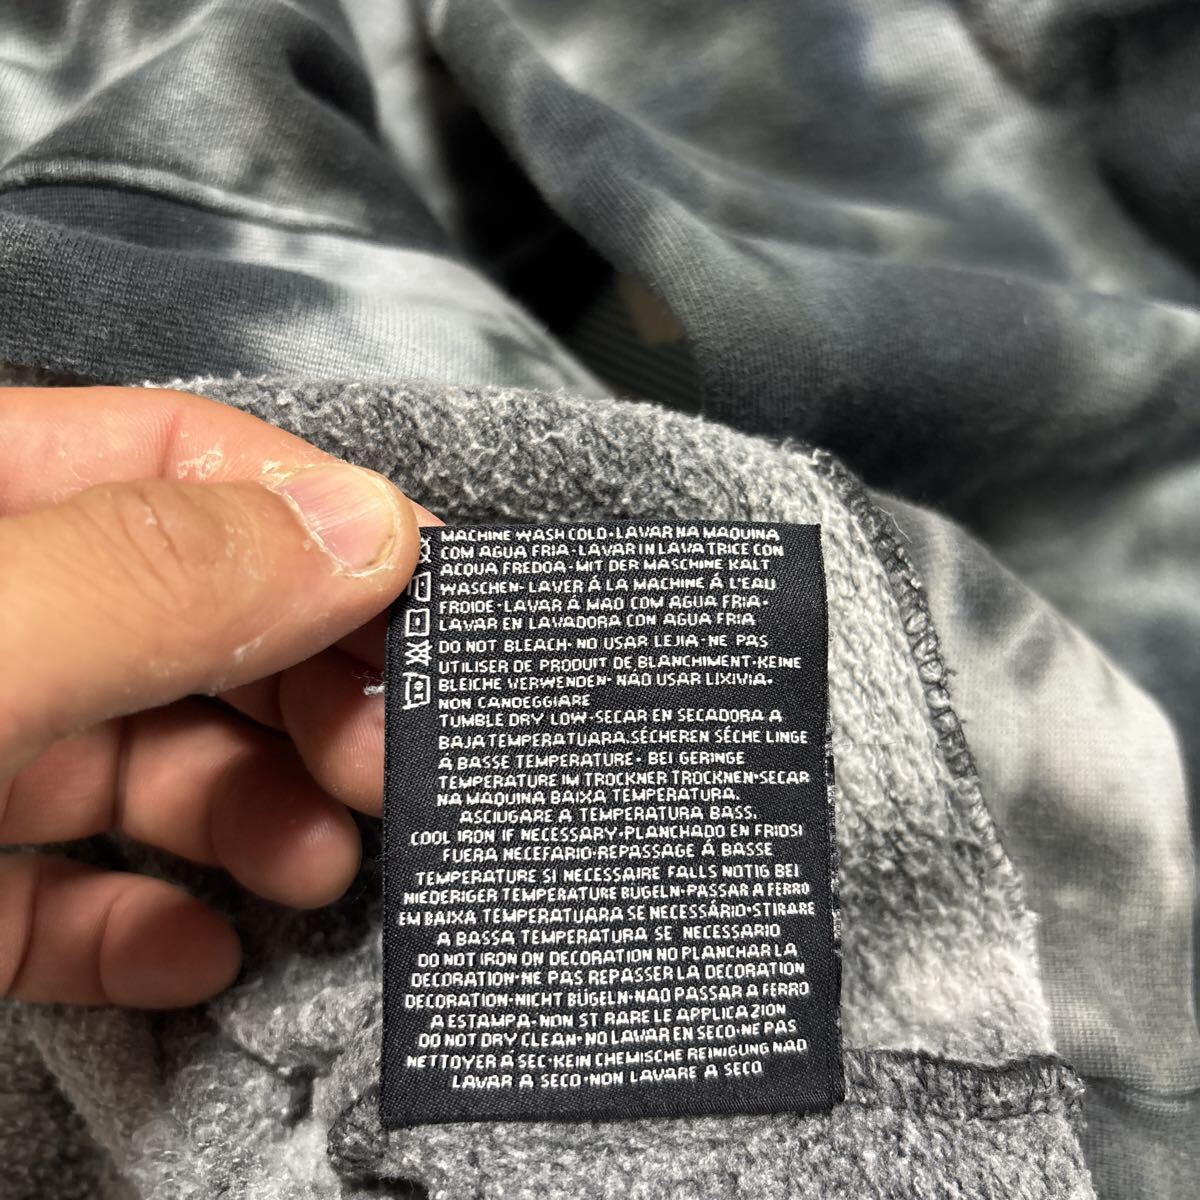 MACHINE WASH COLD•LAVAR NA MAQUINA
COM AGUA FRIA•LAVAR IN LAVATRICE CON
ACQUA FREDOA•MIT DER MASCHINE KALT
WASCHEN•LAVER Á LA MACHINE Á L'EAU
FROIDE•LAVAR A MAO COM AGUA FRIA•
LAVAR EN LAVADORA CON AGUA FRIA
DO NOT BLEACH•NO USAR LEJIA•NE PAS
UTILISER DE PRODUIT DE BLANCHIMENT•KEINE
BLEICHE VERWENDEN•NÃO USAR LIXIVIA•
NON CANDEGGIARE
TUMBLE DRY LOW•SECAR EN SECADORA A
BAJA TEMPERATUARA.SÉCHEREN SÉCHE LINGE
A BASSE TEMPERATURE•BEI GERINGE
TEMPERATURE IM TROCKNER TROCKNEN•SECAR
NA MAQUINA BAIXA TEMPERATURA.
ASCIUGARE A TEMPERATURA BASS.
COOL IRON IF NECESSARY•PLANCHADO EN FRIOSI
FUERA NECEFARIO•REPASSAGE Á BASSE
TEMPERATURE SI NECESSAIRE FALLS NOTIG BEI
NIEDERIGER TEMPERATURE BUGELN•PASSAR A FERRO
EM BAIXA TEMPERATUARA SE NECESSÁRIO•STIRARE
A BASSA TEMPERATURA SE NECESSARIO
DO NOT IRON ON DECORATION NO PLANCHAR LA
DECORATION•NE PAS REPASSER LA DECORATION
DECORATION•NICHT BÜGELN•NAO PASSAR A FERRO
A ESTAMPA•NON ST RARE LE APPLICAZION
DO NOT DRY CLEAN•NO LAVAR EN SECO•NE PAS
NETTOYER A SEC•KEIN CHEMISCHE REINIGUNG NAO
LAVAR A SECO•NON LAVARE A SECO